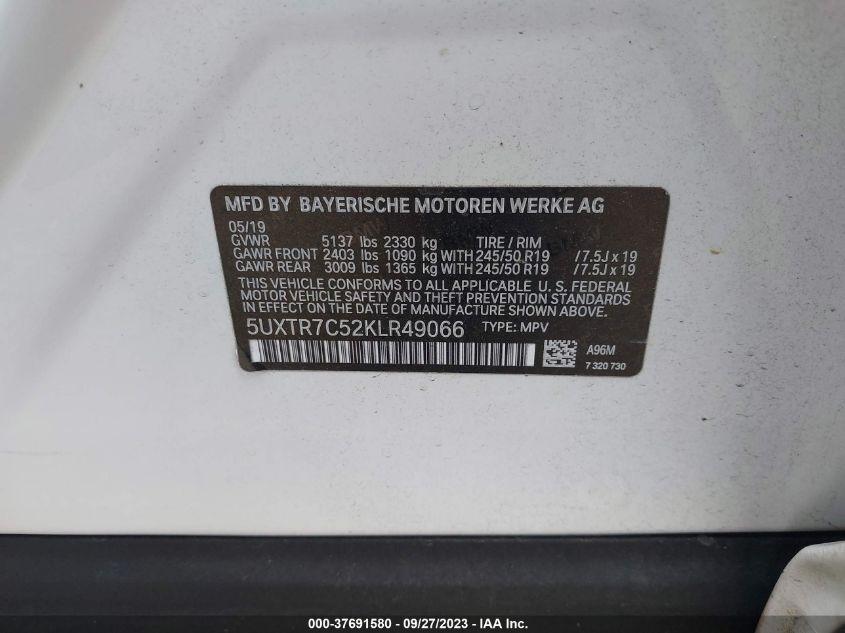 MFD BY BAYERISCHE MOTOREN WERKE AG
05/19
GVWR 5137 lbs 2330 kg TIRE / RIM
GAWR FRONT 2403 lbs 1090 kg WITH 245/50 R19 /7.5J x 19
GAWR REAR 3009 lbs 1365 kg WITH 245/50 R19 /7.5J x 19
THIS VEHICLE CONFORMS TO ALL APPLICABLE U. S. FEDERAL
MOTOR VEHICLE SAFETY AND THEFT PREVENTION STANDARDS
IN EFFECT ON THE DATE OF MANUFACTURE SHOWN ABOVE.
5UXTR7C52KLR49066 TYPE: MPV
A96M
7 320 730
000-37691580 - 09/27/2023 - IAA Inc.